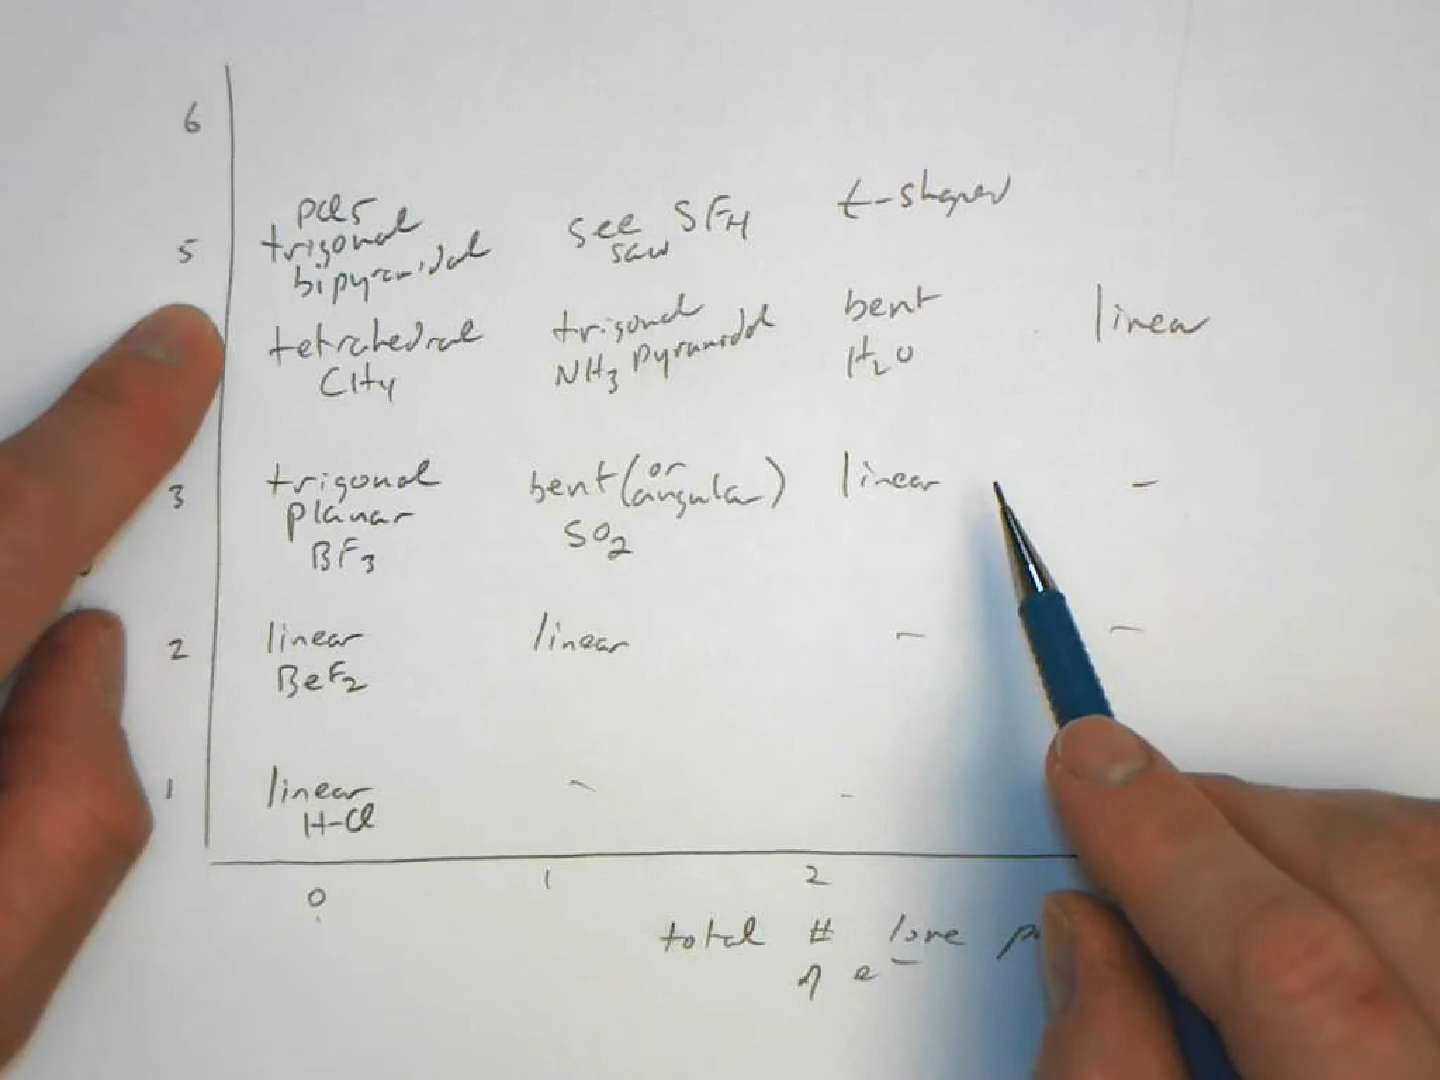 6
5
PCl5
trigonal
bipyramidal
see
saw
SF4
t-shaped
tetrahedral
CH4
trigonal
NH3 pyramidal
bent
H2O
linear
3
trigonal
planar
BF3
bent (or
angular)
SO2
linear
-
2
linear
BeF2
linear
-
-
1
linear
H-Cl
-
-
0
1
2
total # lone
of e